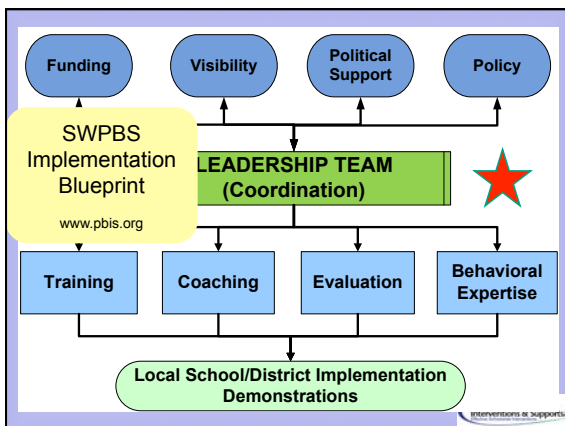 Funding
Visibility
Political
Support
Policy
SWPBS
Implementation
Blueprint
www.pbis.org
LEADERSHIP TEAM
(Coordination)
Training
Coaching
Evaluation
Behavioral
Expertise
Local School/District Implementation
Demonstrations
Interventions & Supports